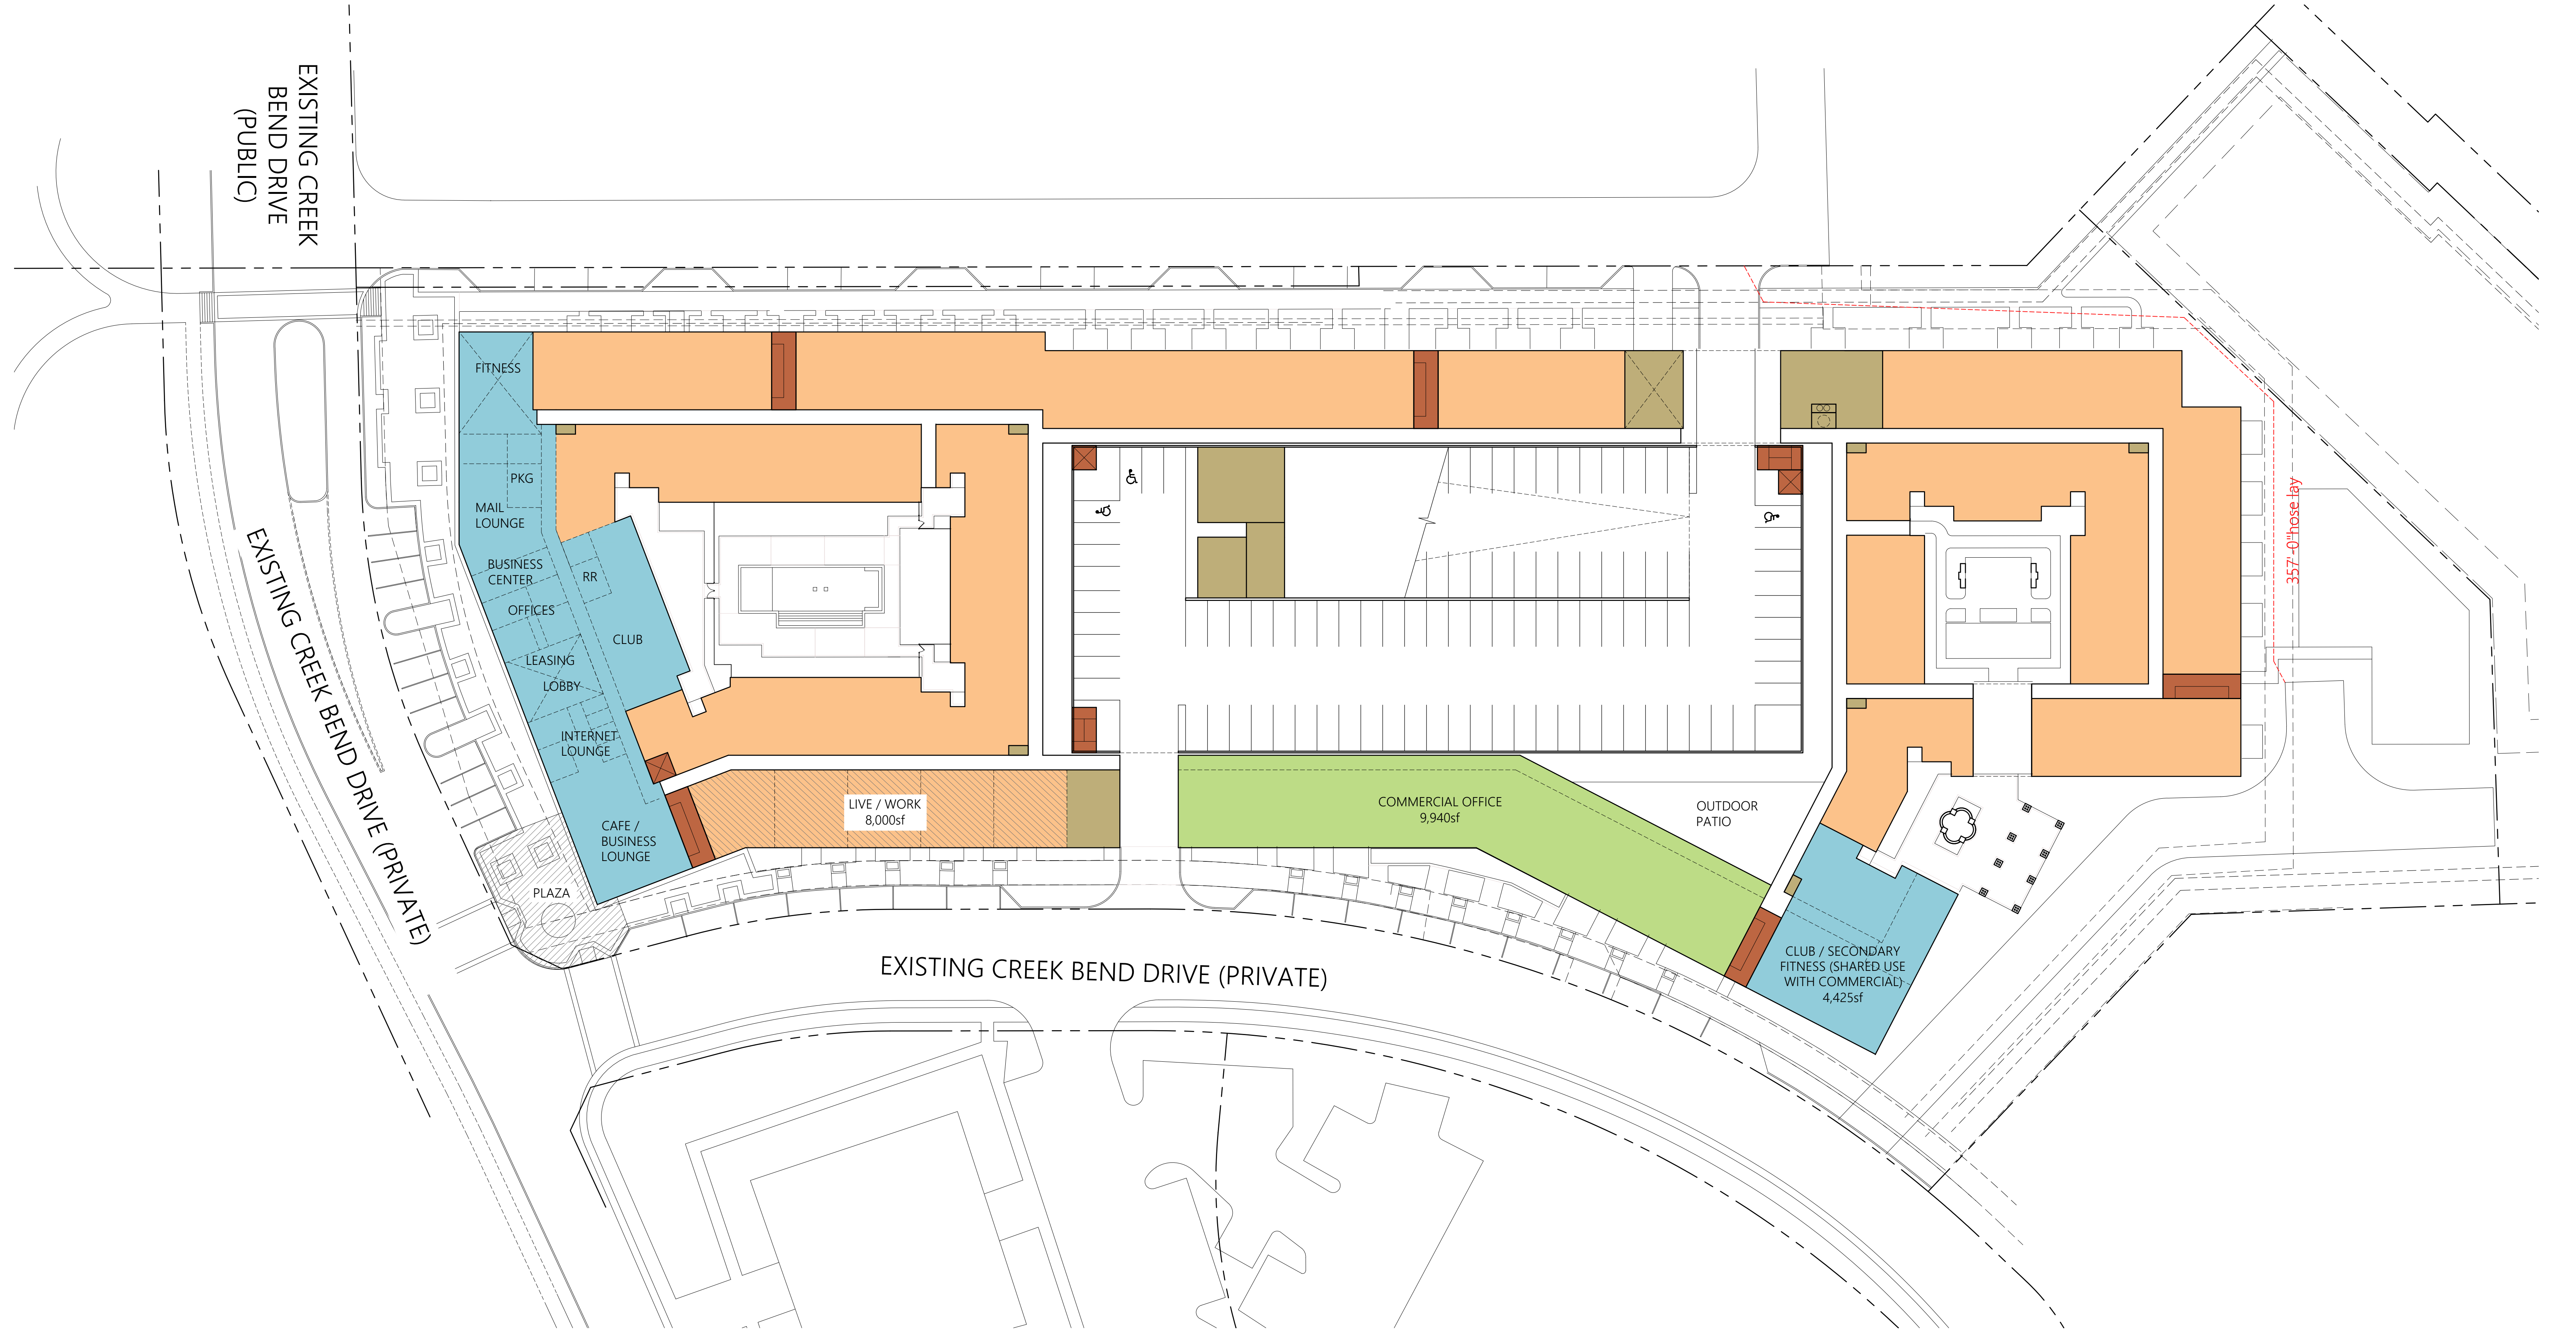 EXISTING CREEK
BEND DRIVE
(PUBLIC)
FITNESS
PKG
MAIL
LOUNGE
BUSINESS
CENTER
RR
OFFICES
CLUB
LEASING
LOBBY
INTERNET
LOUNGE
CAFE /
BUSINESS
LOUNGE
PLAZA
EXISTING CREEK BEND DRIVE (PRIVATE)
LIVE / WORK
8,000sf
COMMERCIAL OFFICE
9,940sf
OUTDOOR
PATIO
357'-0"hose lay
CLUB / SECONDARY
FITNESS (SHARED USE
WITH COMMERCIAL)
4,425sf
EXISTING CREEK BEND DRIVE (PRIVATE)